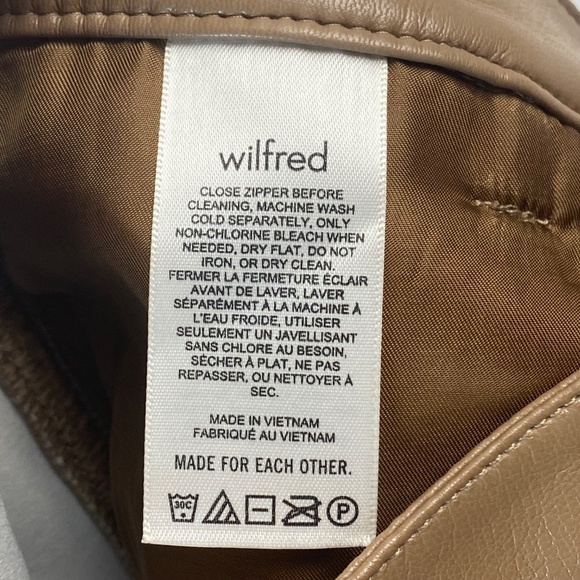 wilfred
CLOSE ZIPPER BEFORE
CLEANING, MACHINE WASH
COLD SEPARATELY, ONLY
NON-CHLORINE BLEACH WHEN
NEEDED, DRY FLAT, DO NOT
IRON, OR DRY CLEAN.
FERMER LA FERMETURE ÉCLAIR
AVANT DE LAVER, LAVER
SÉPARÉMENT À LA MACHINE À
L'EAU FROIDE, UTILISER
SEULEMENT UN JAVELLISANT
SANS CHLORE AU BESOIN,
SÉCHER À PLAT, NE PAS
REPASSER, OU NETTOYER À
SEC.
MADE IN VIETNAM
FABRIQUÉ AU VIETNAM
MADE FOR EACH OTHER.
30C P